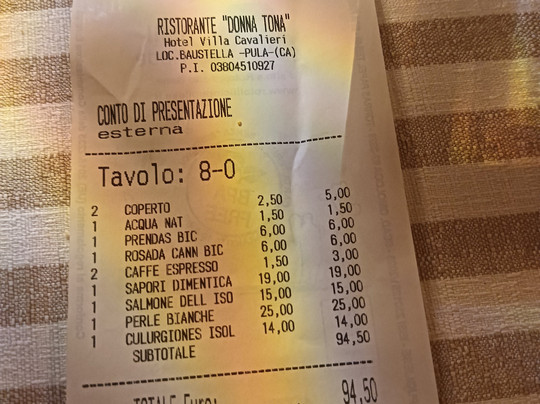 RISTORANTE "DONNA TONA"
Hotel Villa Cavalieri
LOC.BAUSTELLA -PULA-(CA)
P.I. 03804510927
CONTO DI PRESENTAZIONE
esterna
Tavolo: 8-0
2 COPERTO 2,50 5,00
1 ACQUA NAT 1,50 1,50
1 PRENDAS BIC 6,00 6,00
1 ROSADA CANN BIC 6,00 6,00
2 CAFFE ESPRESSO 1,50 3,00
1 SAPORI DIMENTICA 19,00 19,00
1 SALMONE DELL ISO 15,00 15,00
1 PERLE BIANCHE 25,00 25,00
1 CULURGIONES ISOL 14,00 14,00
SUBTOTALE 94,50
TOTALE Euro: 94,50